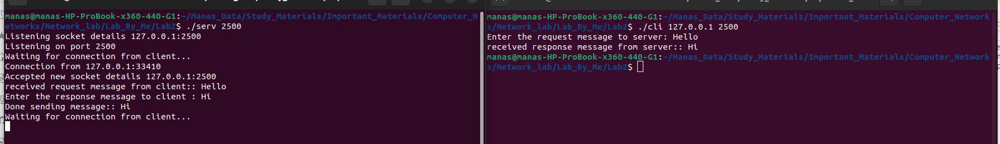 manas@manas-HP-ProBook-x360-440-G1:~/Manas_Data/Study_Materials/Important_Materials/Computer_N
etworks/Network_lab/Lab_By_Me/Lab2$ ./serv 2500
Listening socket details 127.0.0.1:2500
Listening on port 2500
Waiting for connection from client...
Connection from 127.0.0.1:33410
Accepted new socket details 127.0.0.1:2500
received request message from client:: Hello
Enter the response message to client : Hi
Done sending message:: Hi
Waiting for connection from client...
manas@manas-HP-ProBook-x360-440-G1:~/Manas_Data/Study_Materials/Important_Materials/Computer_Network
s/Network_lab/Lab_By_Me/Lab2$ ./cli 127.0.0.1 2500
Enter the request message to server: Hello
received response message from server:: Hi
manas@manas-HP-ProBook-x360-440-G1:~/Manas_Data/Study_Materials/Important_Materials/Computer_Network
s/Network_lab/Lab_By_Me/Lab2$